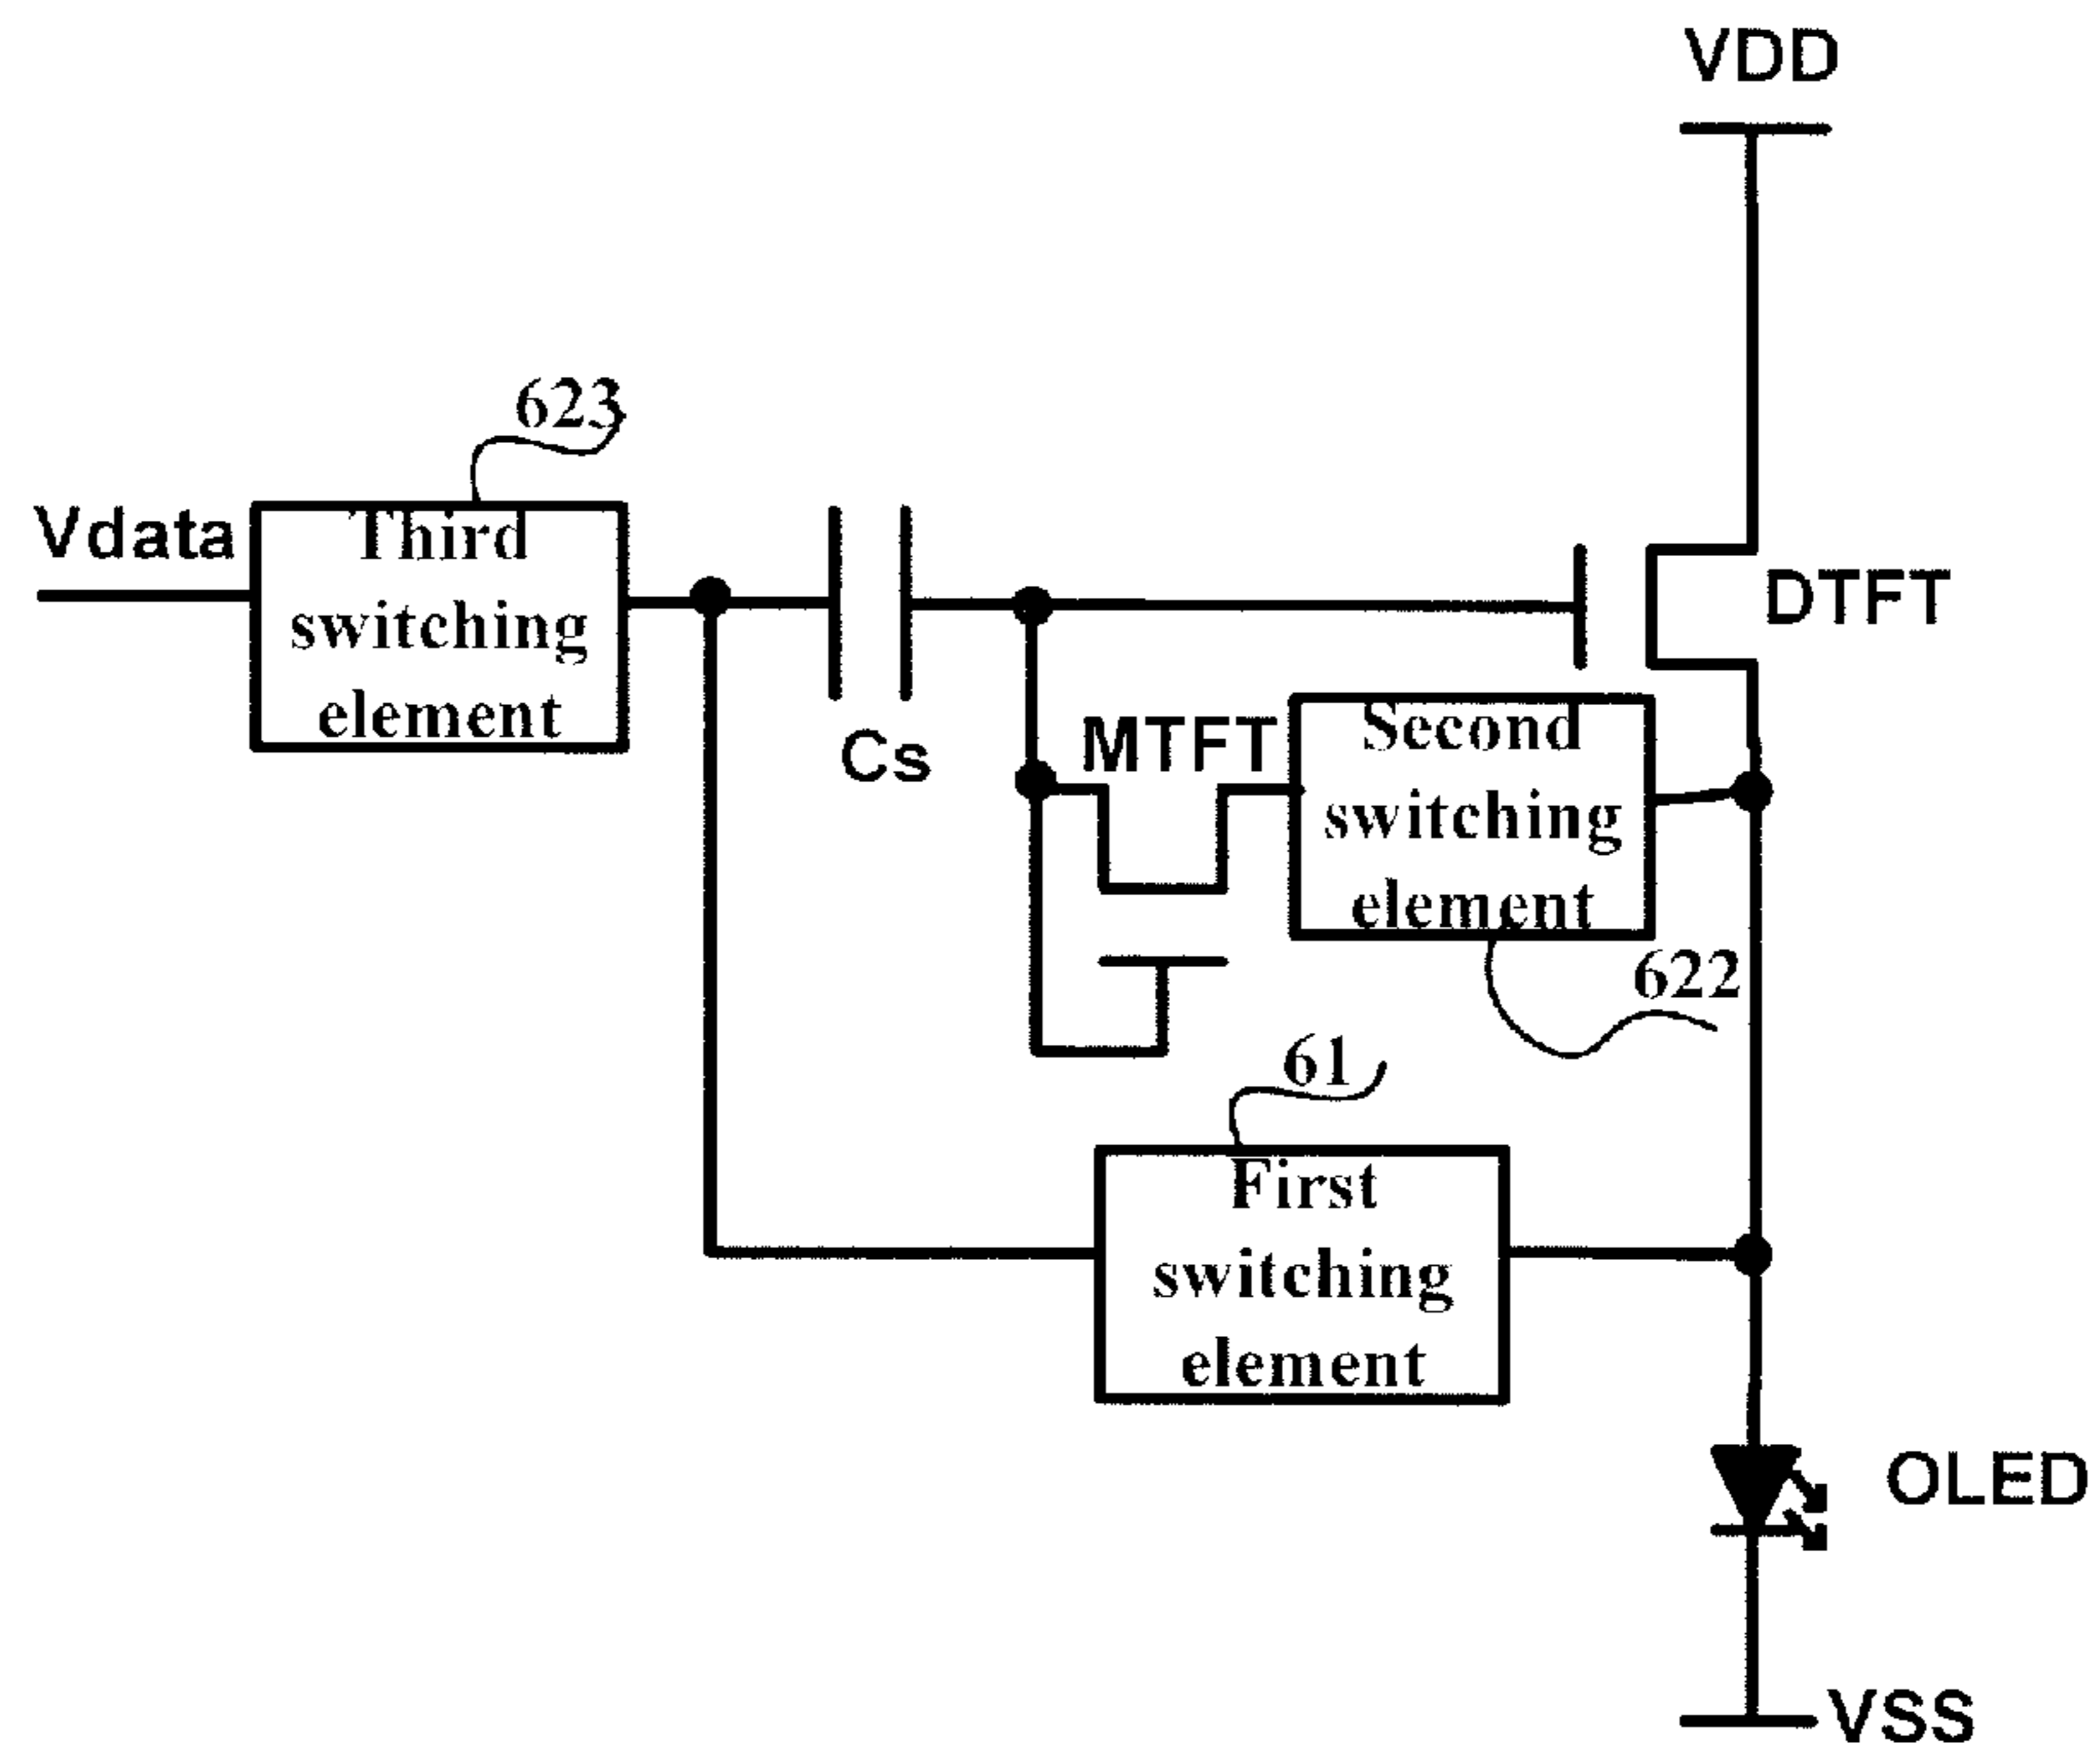 VDD
623
Vdata
Third
switching
element
DTFT
Cs
MTFT
Second
switching
element
622
61
First
switching
element
OLED
VSS